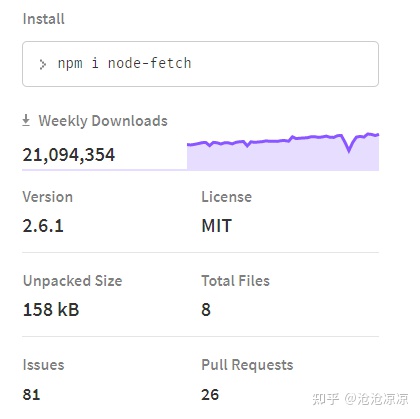 Install
> npm i node-fetch
Weekly Downloads
21,094,354
Version
License
2.6.1
MIT
Unpacked Size
Total Files
158 kB
8
Issues
Pull Requests
81
26
知乎 @沧沧凉凉